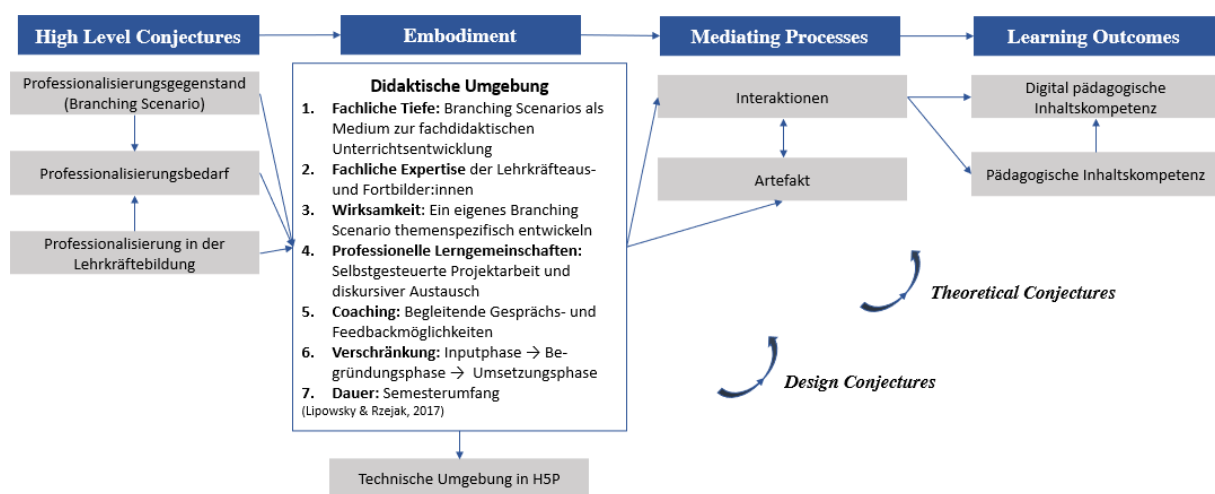 High Level Conjectures
Embodiment
Mediating Processes
Learning Outcomes
Professionalisierungsgegenstand
(Branching Scenario)
Professionalisierungsbedarf
Professionalisierung in der
Lehrkräftebildung
Didaktische Umgebung
1. Fachliche Tiefe: Branching Scenarios als
Medium zur fachdidaktischen
Unterrichtsentwicklung
2. Fachliche Expertise der Lehrkräfteaus-
und Fortbilder:innen
3. Wirksamkeit: Ein eigenes Branching
Scenario themenspezifisch entwickeln
4. Professionelle Lerngemeinschaften:
Selbstgesteuerte Projektarbeit und
diskursiver Austausch
5. Coaching: Begleitende Gesprächs- und
Feedbackmöglichkeiten
6. Verschränkung: Inputphase → Be-
gründungsphase → Umsetzungsphase
7. Dauer: Semesterumfang
(Lipowsky & Rzejak, 2017)
Technische Umgebung in H5P
Interaktionen
Artefakt
Digital pädagogische
Inhaltskompetenz
Pädagogische Inhaltskompetenz
Theoretical Conjectures
Design Conjectures